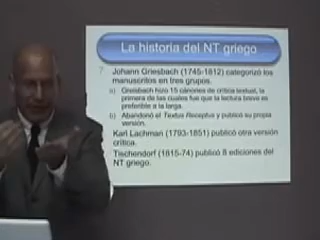 La historia del NT griego
7. Johann Griesbach (1745-1812) categorizó los
manuscritos en tres grupos.
a) Griesbach hizo 15 cánones de crítica textual, la
primera de las cuales fue que la lectura breve es
preferible a la larga.
b) Abandonó el Textus Receptus y publicó su propia
versión.
Karl Lachman (1793-1851) publicó otra versión
crítica.
Tischendorf (1815-74) publicó 8 ediciones del
NT griego.